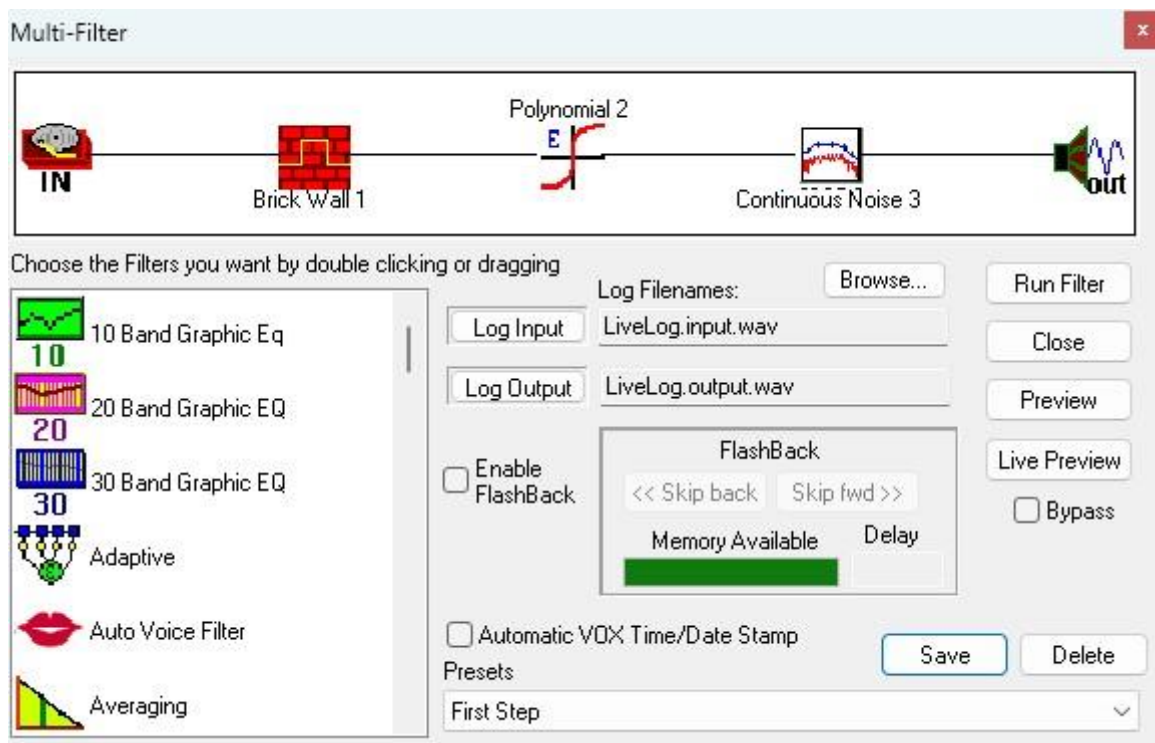 Multi-Filter
x
Polynomial 2
E
IN
out
Brick Wall 1
Continuous Noise 3
Choose the Filters you want by double clicking or dragging
10
10 Band Graphic Eq
20
20 Band Graphic EQ
30
30 Band Graphic EQ
Adaptive
Auto Voice Filter
Averaging
Log Filenames:
Browse...
Log Input
LiveLog.input.wav
Log Output
LiveLog.output.wav
Enable
FlashBack
FlashBack
<< Skip back
Skip fwd >>
Memory Available
Delay
Automatic VOX Time/Date Stamp
Run Filter
Close
Preview
Live Preview
Bypass
Save
Delete
Presets
First Step